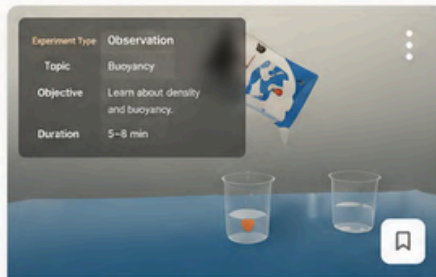 Experiment Type Observation
Topic Buoyancy
Objective Learn about density
and buoyancy.
Duration 5–8 min